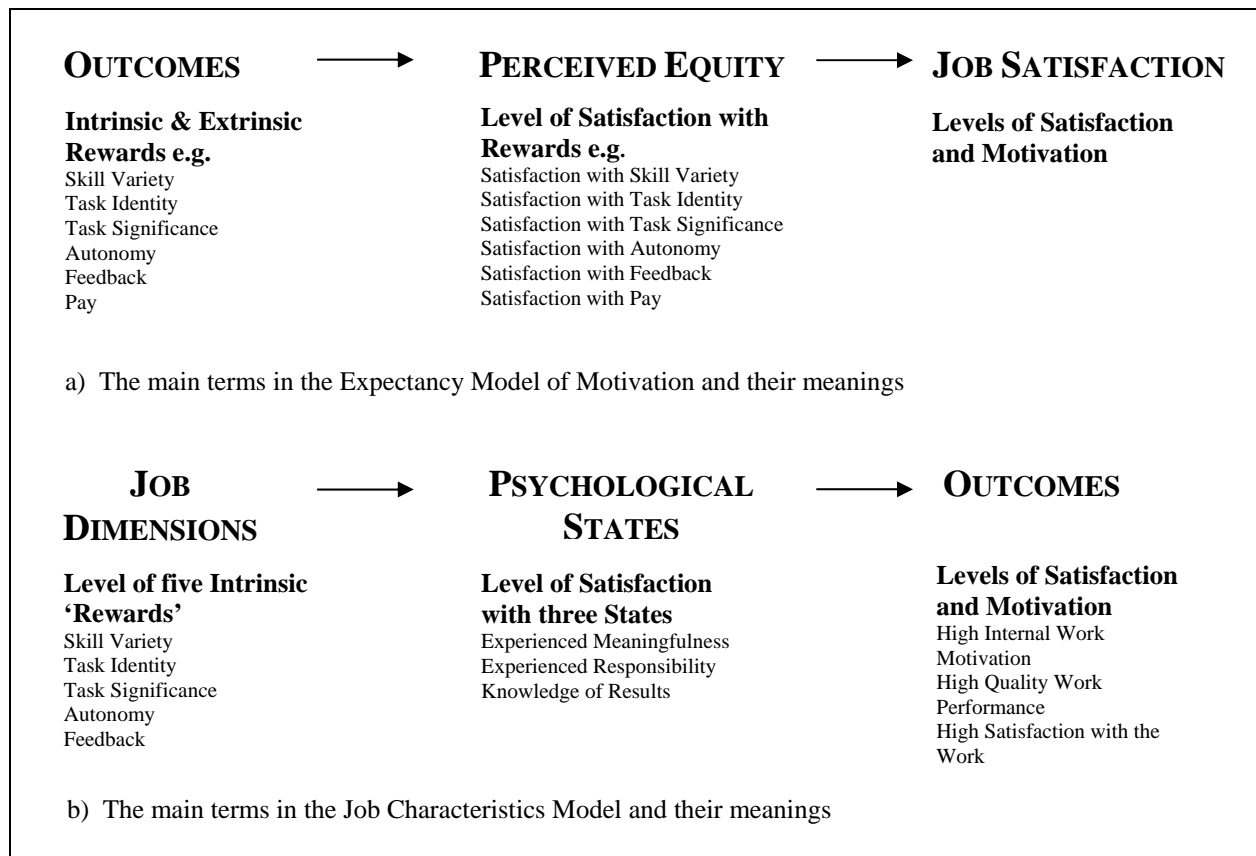 OUTCOMES
Intrinsic & Extrinsic
Rewards e.g.
Skill Variety
Task Identity
Task Significance
Autonomy
Feedback
Pay
PERCEIVED EQUITY
Level of Satisfaction with
Rewards e.g.
Satisfaction with Skill Variety
Satisfaction with Task Identity
Satisfaction with Task Significance
Satisfaction with Autonomy
Satisfaction with Feedback
Satisfaction with Pay
JOB SATISFACTION
Levels of Satisfaction
and Motivation
a) The main terms in the Expectancy Model of Motivation and their meanings
JOB
DIMENSIONS
Level of five Intrinsic
‘Rewards’
Skill Variety
Task Identity
Task Significance
Autonomy
Feedback
PSYCHOLOGICAL
STATES
Level of Satisfaction
with three States
Experienced Meaningfulness
Experienced Responsibility
Knowledge of Results
OUTCOMES
Levels of Satisfaction
and Motivation
High Internal Work
Motivation
High Quality Work
Performance
High Satisfaction with the
Work
b) The main terms in the Job Characteristics Model and their meanings